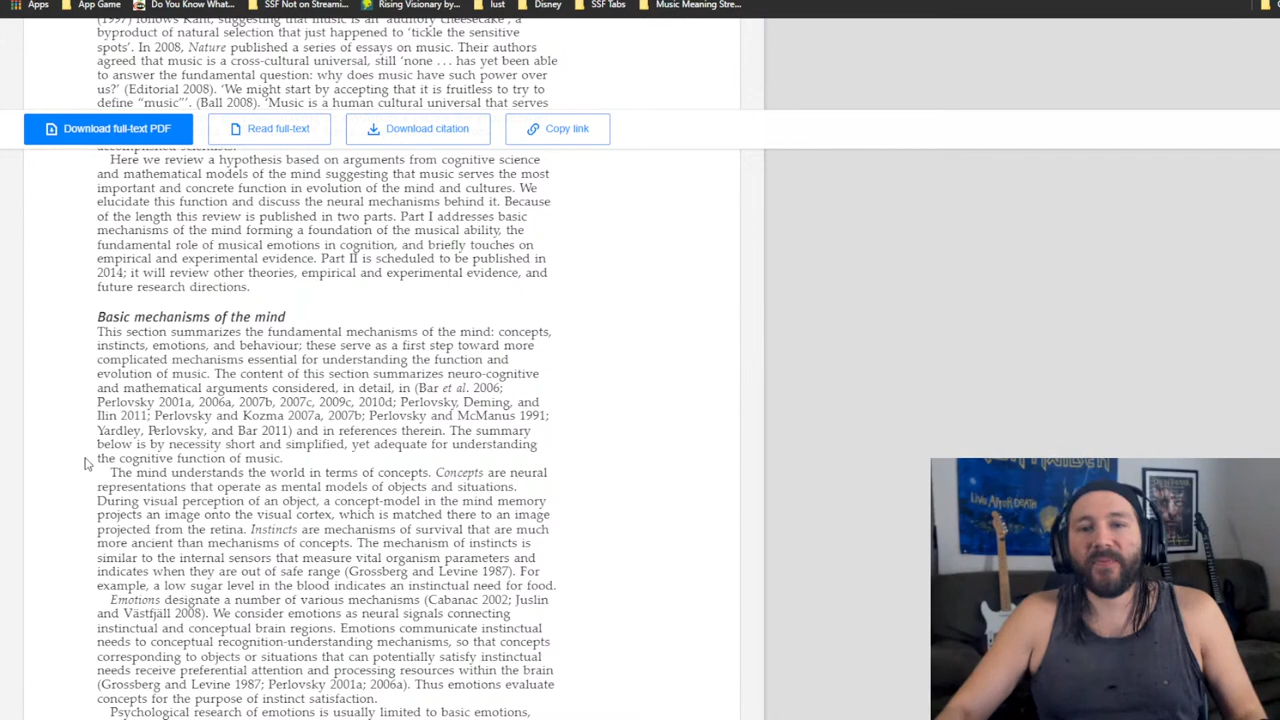 Apps
App Game
Do You Know What...
SSF Not on Streami...
Rising Visionary by...
lust
Disney
SSF Tabs
Music Meaning Stre...
(1997) follows Kant, suggesting that music is an 'auditory cheesecake', a
byproduct of natural selection that just happened to 'tickle the sensitive
spots'. In 2008, Nature published a series of essays on music. Their authors
agreed that music is a cross-cultural universal, still 'none . . . has yet been able
to answer the fundamental question: why does music have such power over
us?' (Editorial 2008). 'We might start by accepting that it is fruitless to try to
define "music"'. (Ball 2008). 'Music is a human cultural universal that serves
Download full-text PDF
Read full-text
Download citation
Copy link
accomplished scientists.
Here we review a hypothesis based on arguments from cognitive science
and mathematical models of the mind suggesting that music serves the most
important and concrete function in evolution of the mind and cultures. We
elucidate this function and discuss the neural mechanisms behind it. Because
of the length this review is published in two parts. Part I addresses basic
mechanisms of the mind forming a foundation of the musical ability, the
fundamental role of musical emotions in cognition, and briefly touches on
empirical and experimental evidence. Part II is scheduled to be published in
2014; it will review other theories, empirical and experimental evidence, and
future research directions.
Basic mechanisms of the mind
This section summarizes the fundamental mechanisms of the mind: concepts,
instincts, emotions, and behaviour; these serve as a first step toward more
complicated mechanisms essential for understanding the function and
evolution of music. The content of this section summarizes neuro-cognitive
and mathematical arguments considered, in detail, in (Bar et al. 2006;
Perlovsky 2001a, 2006a, 2007b, 2007c, 2009c, 2010d; Perlovsky, Deming, and
Ilin 2011; Perlovsky and Kozma 2007a, 2007b; Perlovsky and McManus 1991;
Yardley, Perlovsky, and Bar 2011) and in references therein. The summary
below is by necessity short and simplified, yet adequate for understanding
the cognitive function of music.
The mind understands the world in terms of concepts. Concepts are neural
representations that operate as mental models of objects and situations.
During visual perception of an object, a concept-model in the mind memory
projects an image onto the visual cortex, which is matched there to an image
projected from the retina. Instincts are mechanisms of survival that are much
more ancient than mechanisms of concepts. The mechanism of instincts is
similar to the internal sensors that measure vital organism parameters and
indicates when they are out of safe range (Grossberg and Levine 1987). For
example, a low sugar level in the blood indicates an instinctual need for food.
Emotions designate a number of various mechanisms (Cabanac 2002; Juslin
and Västfjäll 2008). We consider emotions as neural signals connecting
instinctual and conceptual brain regions. Emotions communicate instinctual
needs to conceptual recognition-understanding mechanisms, so that concepts
corresponding to objects or situations that can potentially satisfy instinctual
needs receive preferential attention and processing resources within the brain
(Grossberg and Levine 1987; Perlovsky 2001a; 2006a). Thus emotions evaluate
concepts for the purpose of instinct satisfaction.
Psychological research of emotions is usually limited to basic emotions,
LIVE AFTER DEATH